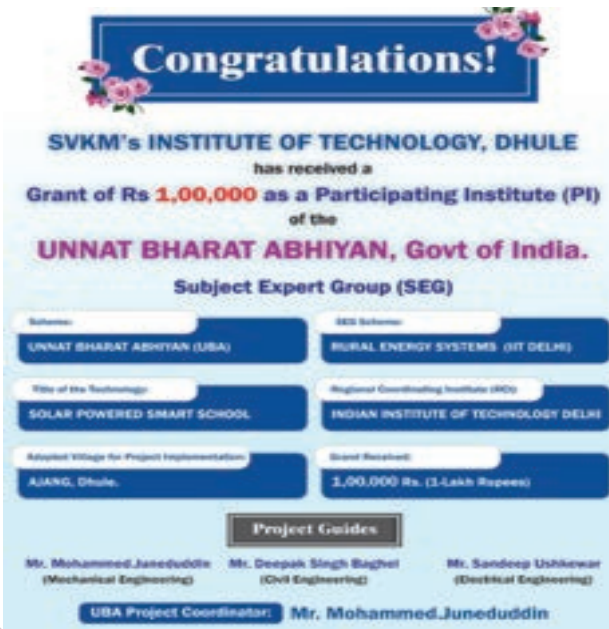 Congratulations!
SVKM's INSTITUTE OF TECHNOLOGY, DHULE
has received a
Grant of Rs 1,00,000 as a Participating Institute (PI)
of the
UNNAT BHARAT ABHIYAN, Govt of India.
Subject Expert Group (SEG)
Scheme:
UNNAT BHARAT ABHIYAN (UBA)
SEG Scheme:
RURAL ENERGY SYSTEMS (IIT DELHI)
Title of the Technology:
SOLAR POWERED SMART SCHOOL
Regional Coordinating Institute (RCI):
INDIAN INSTITUTE OF TECHNOLOGY DELHI
Adopted Village for Project Implementation:
AJANG, Dhule.
Grant Received:
1,00,000 Rs. (1-Lakh Rupees)
Project Guides
Mr. Mohammed.Juneduddin Mr. Deepak Singh Baghel Mr. Sandeep Ushkewar
(Mechanical Engineering) (Civil Engineering) (Electrical Engineering)
UBA Project Coordinator: Mr. Mohammed.Juneduddin